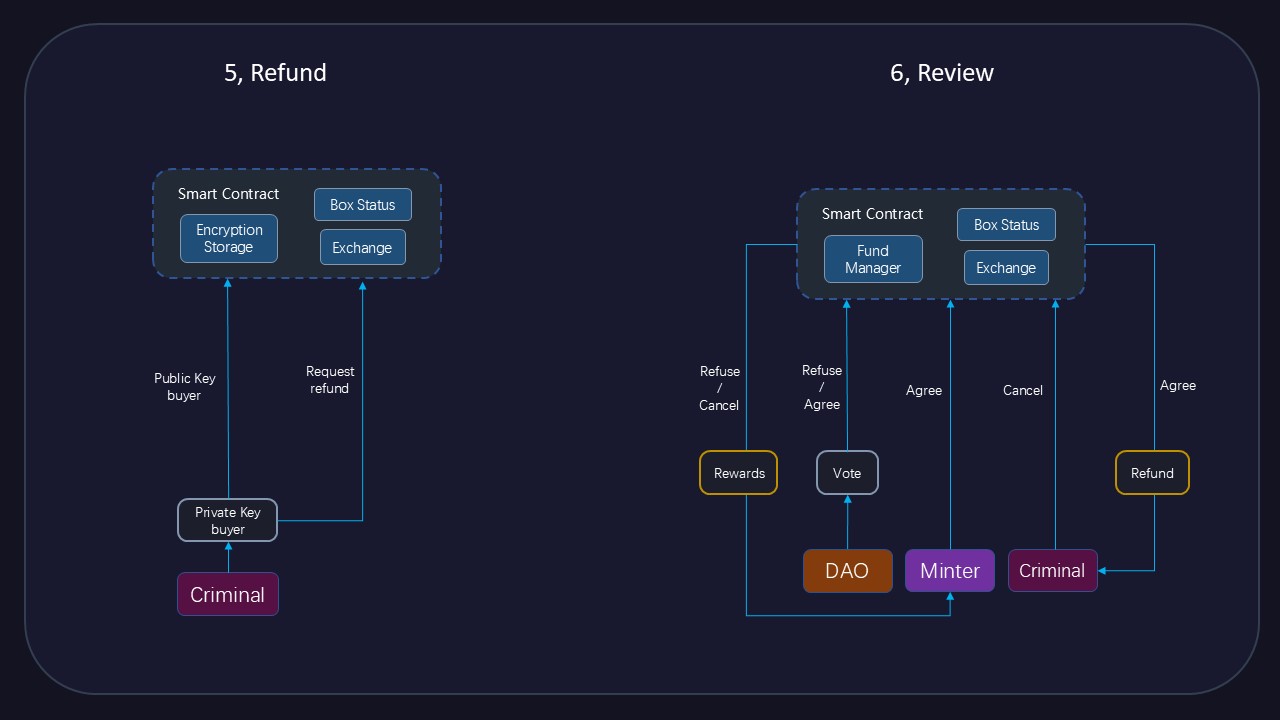 5, Refund
Smart Contract
Box Status
Encryption
Storage
Exchange
Public Key
buyer
Request
refund
Private Key
buyer
Criminal
6, Review
Smart Contract
Box Status
Fund
Manager
Exchange
Refuse
/
Cancel
Refuse
/
Agree
Agree
Cancel
Agree
Rewards
Vote
Refund
DAO
Minter
Criminal